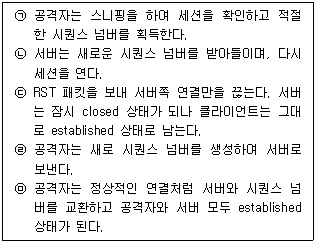 ㉠ 공격자는 스니핑을 하여 세션을 확인하고 적절
한 시퀀스 넘버를 획득한다.
㉡ 서버는 새로운 시퀀스 넘버를 받아들이며, 다시
세션을 연다.
㉢ RST 패킷을 보내 서버쪽 연결만을 끊는다. 서버
는 잠시 closed 상태가 되나 클라이언트는 그대
로 established 상태로 남는다.
㉣ 공격자는 새로 시퀀스 넘버를 생성하여 서버로
보낸다.
㉤ 공격자는 정상적인 연결처럼 서버와 시퀀스 넘
버를 교환하고 공격자와 서버 모두 established
상태가 된다.